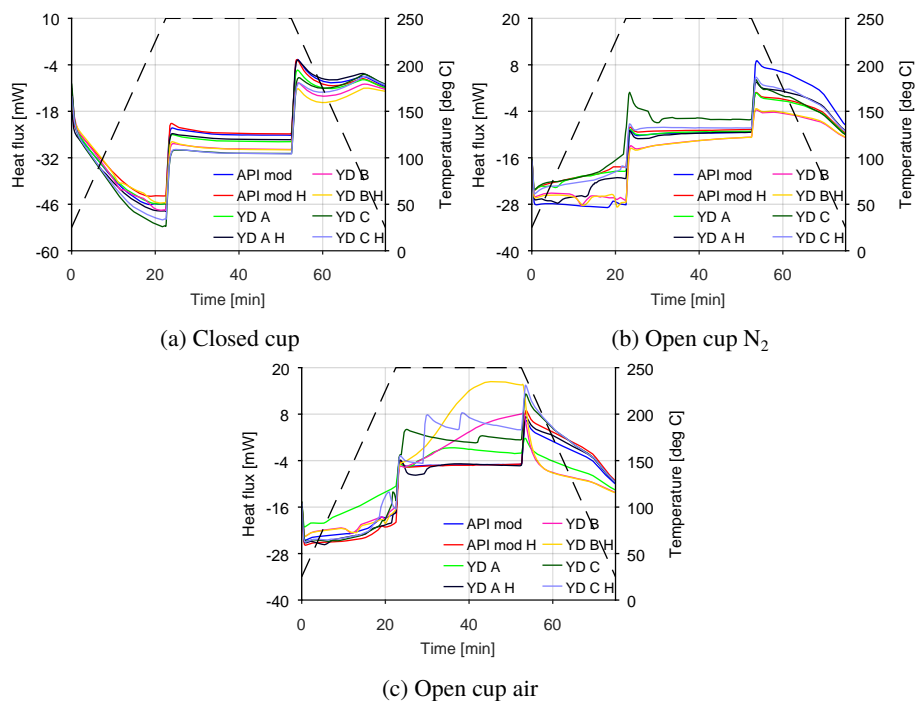 10
-4
-18
-32
-46
-60
Heat flux [mW]
0 20 40 60
Time [min]
250
200
150
100
50
0
Temperature [deg C]
API mod YD B
API mod H YD B H
YD A YD C
YD A H YD C H
(a) Closed cup
20
8
-4
-16
-28
-40
Heat flux [mW]
0 20 40 60
Time [min]
250
200
150
100
50
0
Temperature [deg C]
API mod YD B
API mod H YD B H
YD A YD C
YD A H YD C H
(b) Open cup N₂
20
8
-4
-16
-28
-40
Heat flux [mW]
0 20 40 60
Time [min]
250
200
150
100
50
0
Temperature [deg C]
API mod YD B
API mod H YD B H
YD A YD C
YD A H YD C H
(c) Open cup air